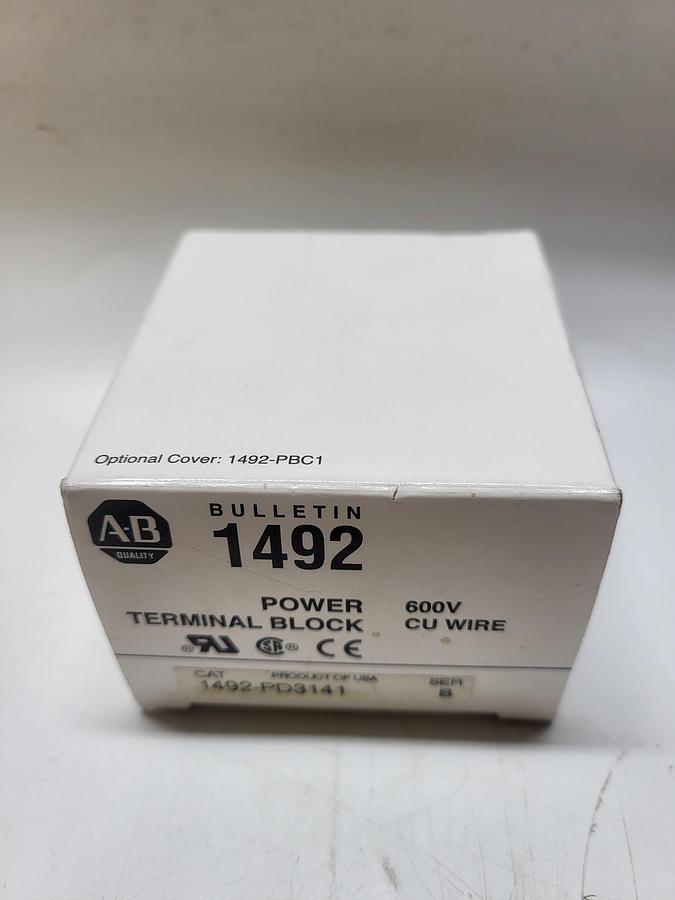 Optional Cover: 1492-PBC1
A-B
QUALITY
BULLETIN
1492
POWER
TERMINAL BLOCK
600V
CU WIRE
CAT
PRODUCT OF USA
SER
1492-PD3141
B